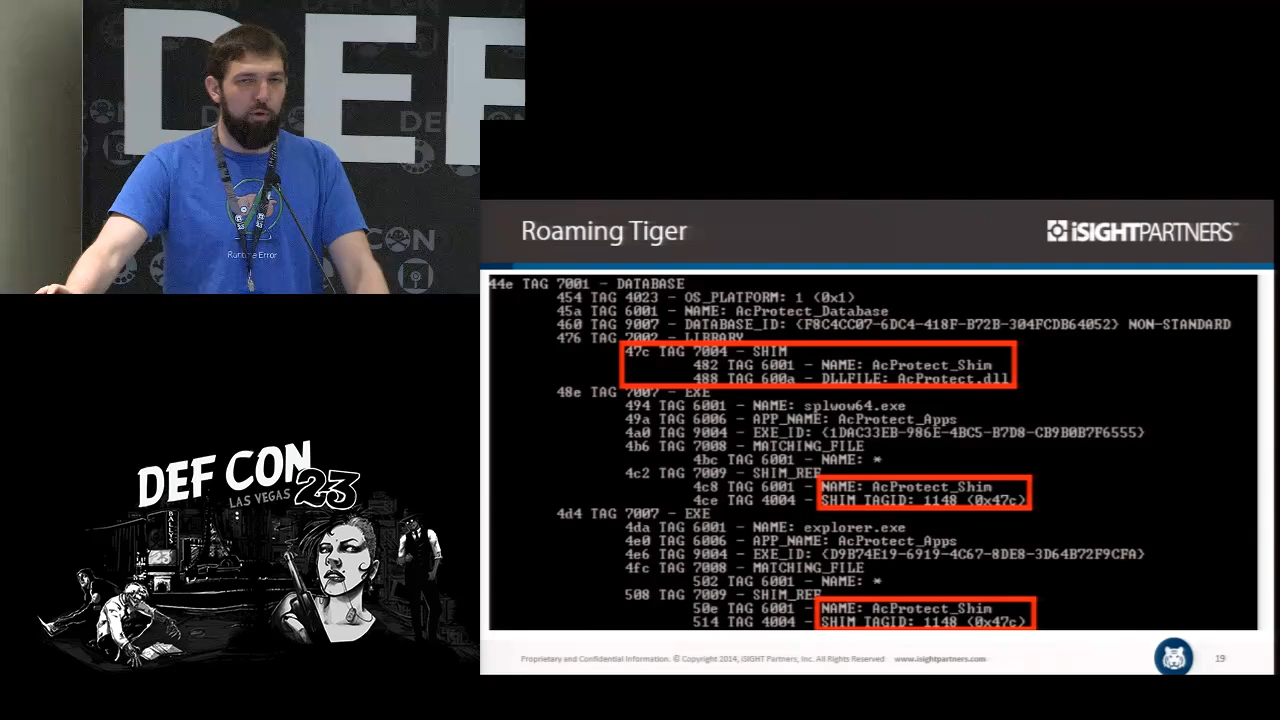 DEF
DEFCON
Runtime Error
Roaming Tiger
iSIGHTPARTNERS™
44e TAG 7001 - DATABASE
454 TAG 4023 - OS_PLATFORM: 1 (0x1)
45a TAG 6001 - NAME: AcProtect_Database
460 TAG 9007 - DATABASE_ID: {F8C4CC07-6DC4-418F-B72B-304FCDB64052} NON-STANDARD
476 TAG 7002 - LIBRARY
47c TAG 7004 - SHIM
482 TAG 6001 - NAME: AcProtect_Shim
488 TAG 600a - DLLFILE: AcProtect.dll
48e TAG 7007 - EXE
494 TAG 6001 - NAME: splwow64.exe
49a TAG 6006 - APP_NAME: AcProtect_Apps
4a0 TAG 9004 - EXE_ID: {1DAC33EB-986E-4BC5-B7D8-CB9B0B7F6555}
4b6 TAG 7008 - MATCHING_FILE
4bc TAG 6001 - NAME: *
4c2 TAG 7009 - SHIM_REF
4c8 TAG 6001 - NAME: AcProtect_Shim
4ce TAG 4004 - SHIM_TAGID: 1148 (0x47c)
4d4 TAG 7007 - EXE
4da TAG 6001 - NAME: explorer.exe
4e0 TAG 6006 - APP_NAME: AcProtect_Apps
4e6 TAG 9004 - EXE_ID: {D9B74E19-6919-4C67-8DE8-3D64B72F9CFA}
4fc TAG 7008 - MATCHING_FILE
502 TAG 6001 - NAME: *
508 TAG 7009 - SHIM_REF
50e TAG 6001 - NAME: AcProtect_Shim
514 TAG 4004 - SHIM_TAGID: 1148 (0x47c)
Proprietary and Confidential Information. © Copyright 2014, iSIGHT Partners, Inc. All Rights Reserved www.isightpartners.com
19
DEF CON
LAS VEGAS 23
BALLYS